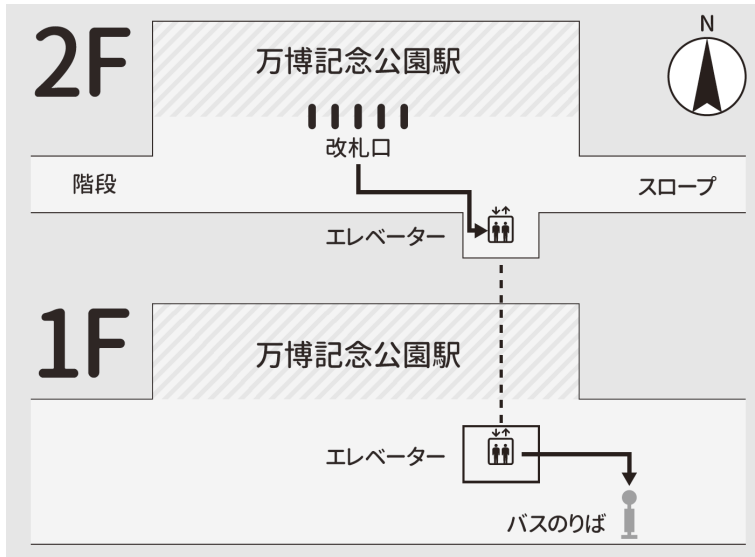 2F
万博記念公園駅
N
改札口
階段
スロープ
エレベーター
1F
万博記念公園駅
エレベーター
バスのりば